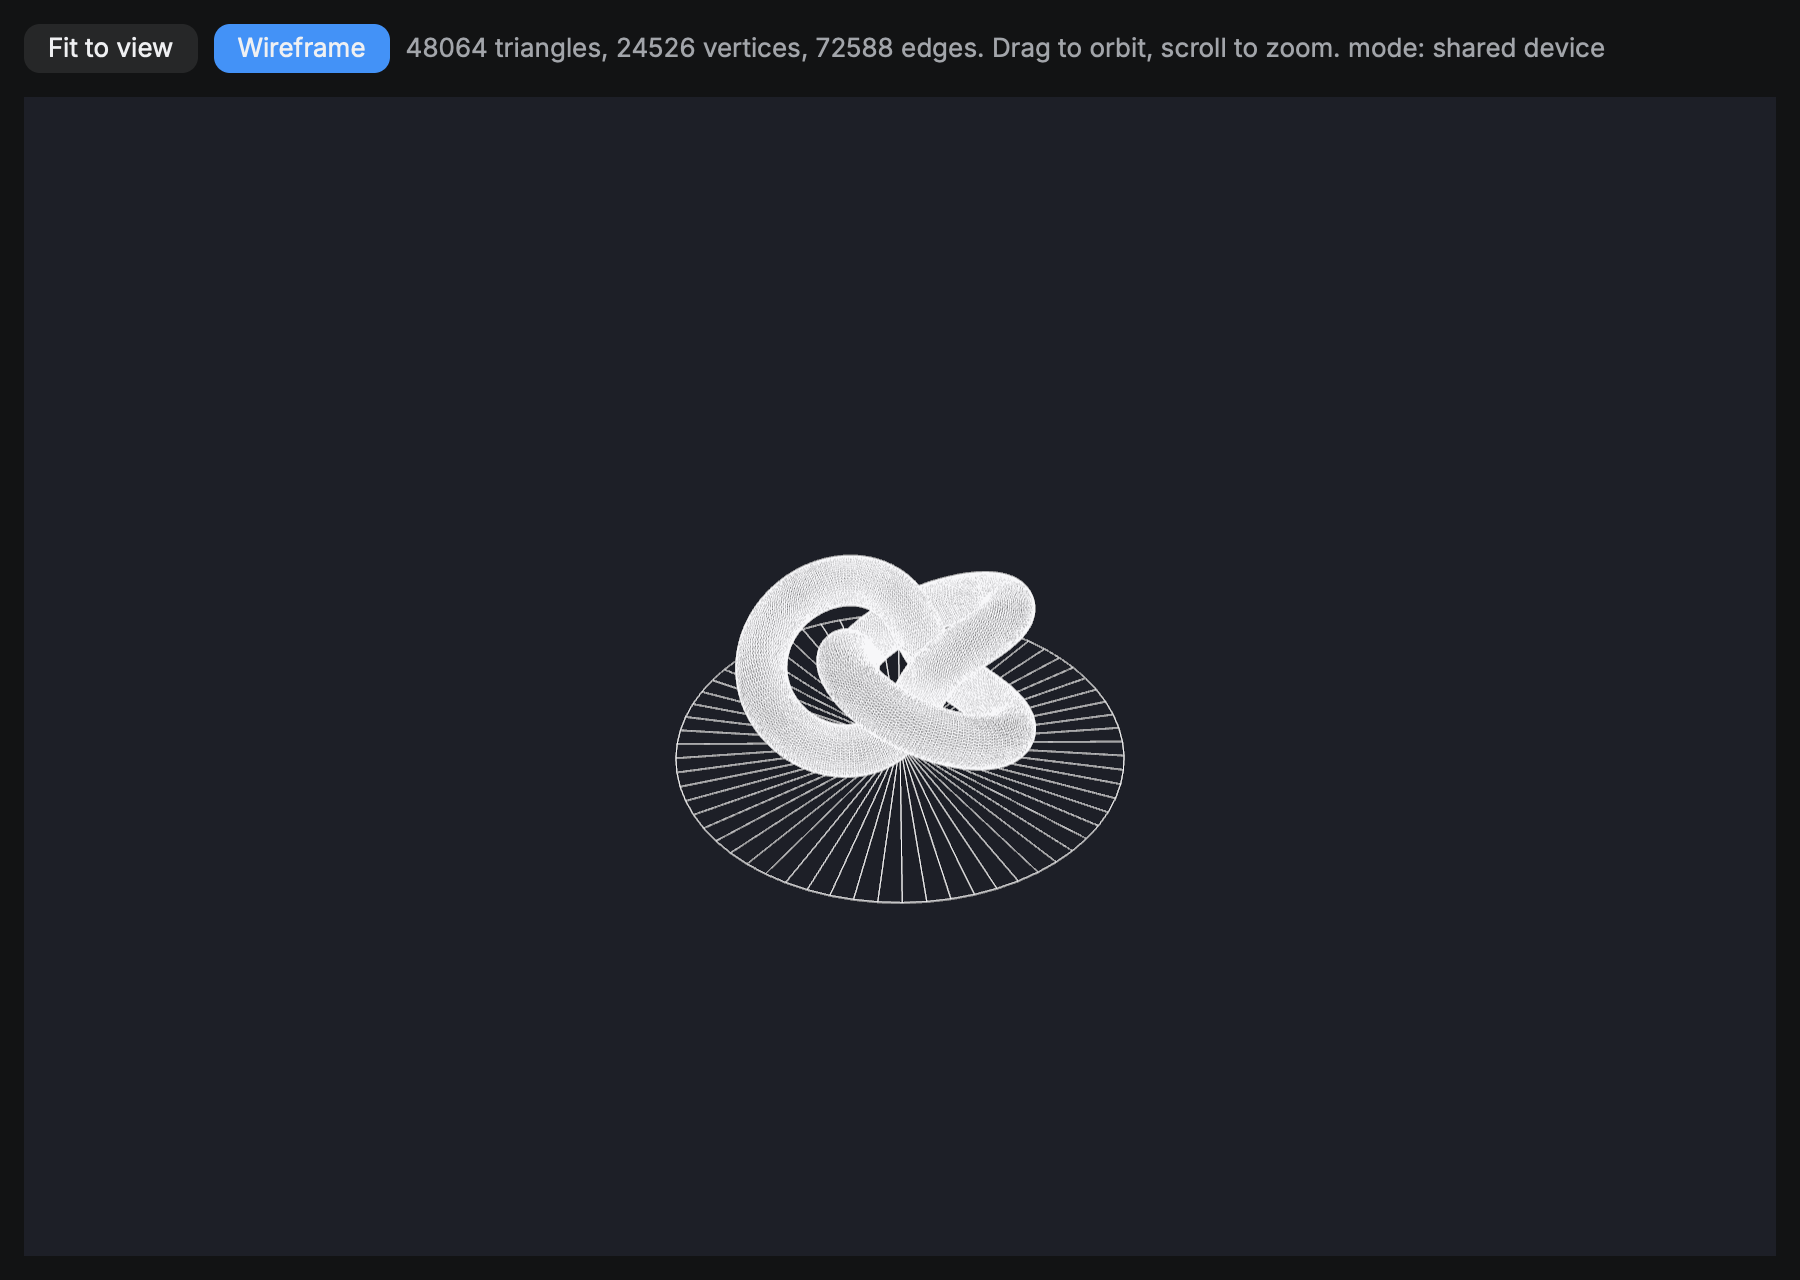 Fit to view
Wireframe
48064 triangles, 24526 vertices, 72588 edges. Drag to orbit, scroll to zoom. mode: shared device